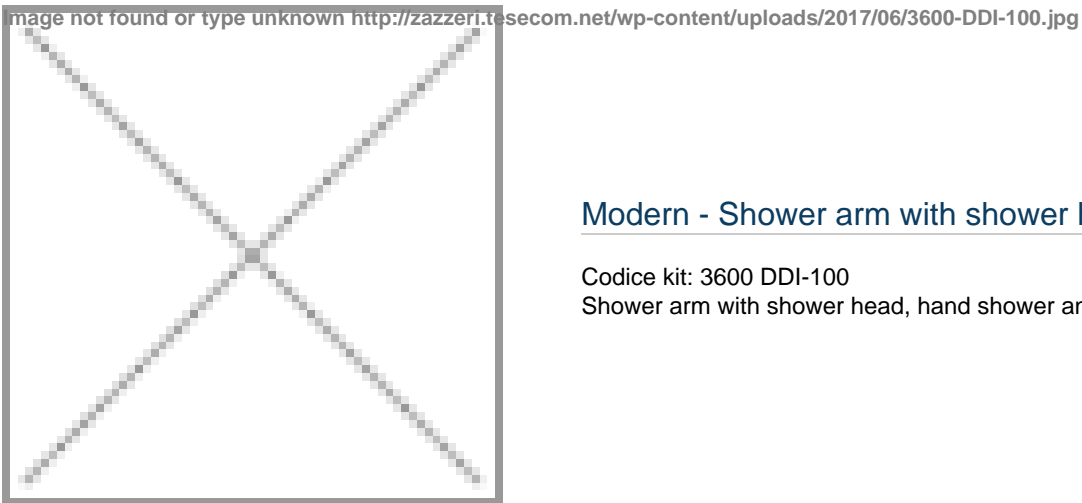 Image not found or type unknown http://zazzeri.tesecom.net/wp-content/uploads/2017/06/3600-DDI-100.jpg
Modern - Shower arm with shower
Codice kit: 3600 DDI-100
Shower arm with shower head, hand shower